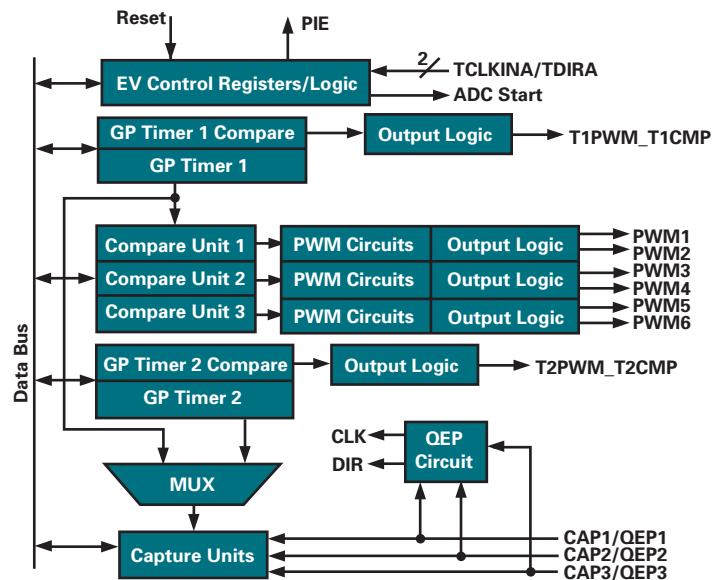 Reset
PIE
EV Control Registers/Logic
2
TCLKINA/TDIRA
ADC Start
GP Timer 1 Compare
GP Timer 1
Output Logic
T1PWM_T1CMP
Compare Unit 1
PWM Circuits
Output Logic
PWM1
PWM2
Compare Unit 2
PWM Circuits
Output Logic
PWM3
PWM4
Compare Unit 3
PWM Circuits
Output Logic
PWM5
PWM6
Data Bus
GP Timer 2 Compare
GP Timer 2
Output Logic
T2PWM_T2CMP
CLK
DIR
QEP
Circuit
MUX
Capture Units
CAP1/QEP1
CAP2/QEP2
CAP3/QEP3